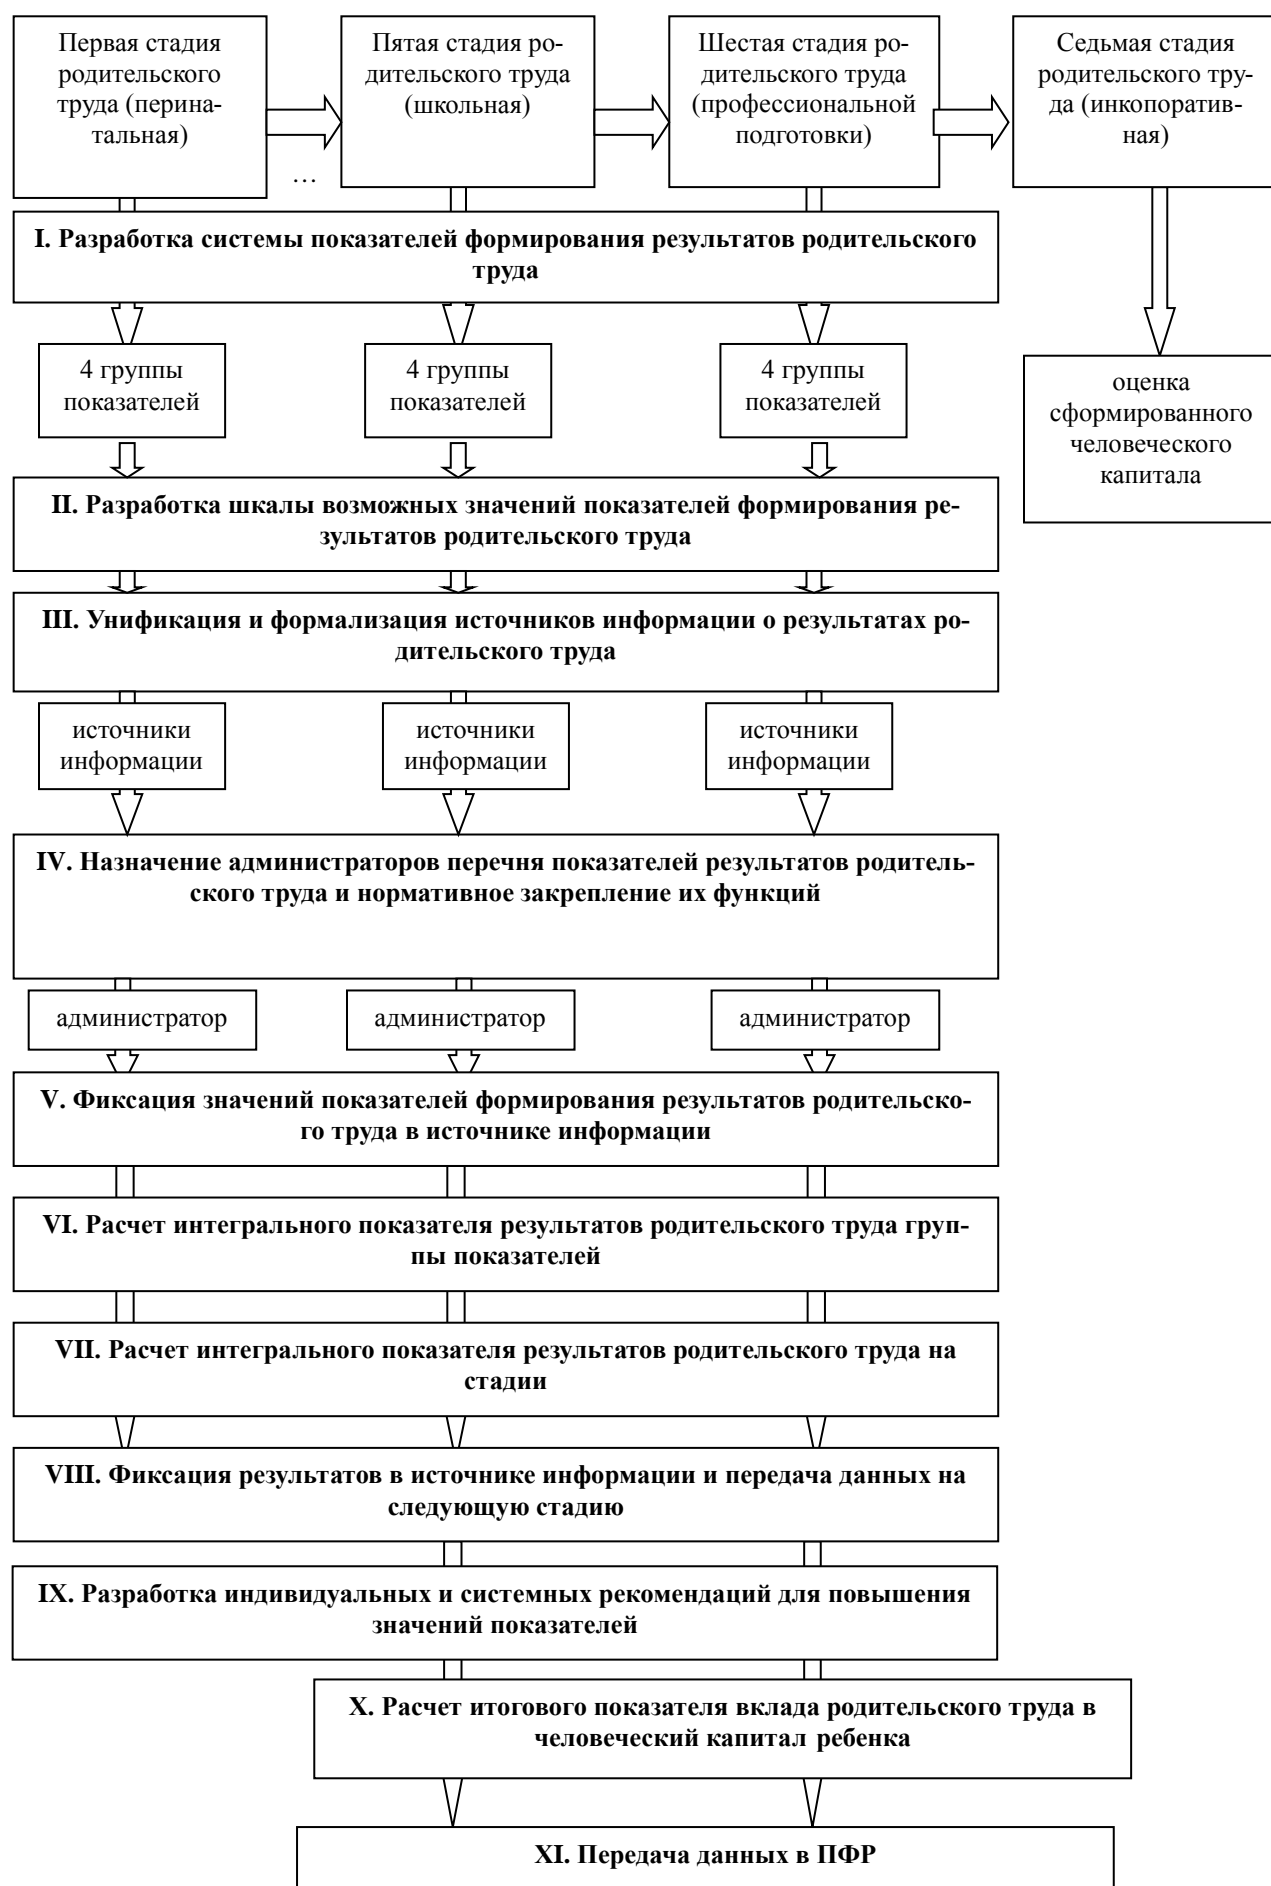 Первая стадия
родительского
труда (перина-
тальная)
…
Пятая стадия ро-
дительского труда
(школьная)
Шестая стадия ро-
дительского труда
(профессиональной
подготовки)
Седьмая стадия
родительского тру-
да (инкопоратив-
ная)
I. Разработка системы показателей формирования результатов родительского
труда
4 группы
показателей
4 группы
показателей
4 группы
показателей
оценка
сформированного
человеческого
капитала
II. Разработка шкалы возможных значений показателей формирования ре-
зультатов родительского труда
III. Унификация и формализация источников информации о результатах ро-
дительского труда
источники
информации
источники
информации
источники
информации
IV. Назначение администраторов перечня показателей результатов родитель-
ского труда и нормативное закрепление их функций
администратор
администратор
администратор
V. Фиксация значений показателей формирования результатов родительско-
го труда в источнике информации
VI. Расчет интегрального показателя результатов родительского труда груп-
пы показателей
VII. Расчет интегрального показателя результатов родительского труда на
стадии
VIII. Фиксация результатов в источнике информации и передача данных на
следующую стадию
IX. Разработка индивидуальных и системных рекомендаций для повышения
значений показателей
X. Расчет итогового показателя вклада родительского труда в
человеческий капитал ребенка
XI. Передача данных в ПФР